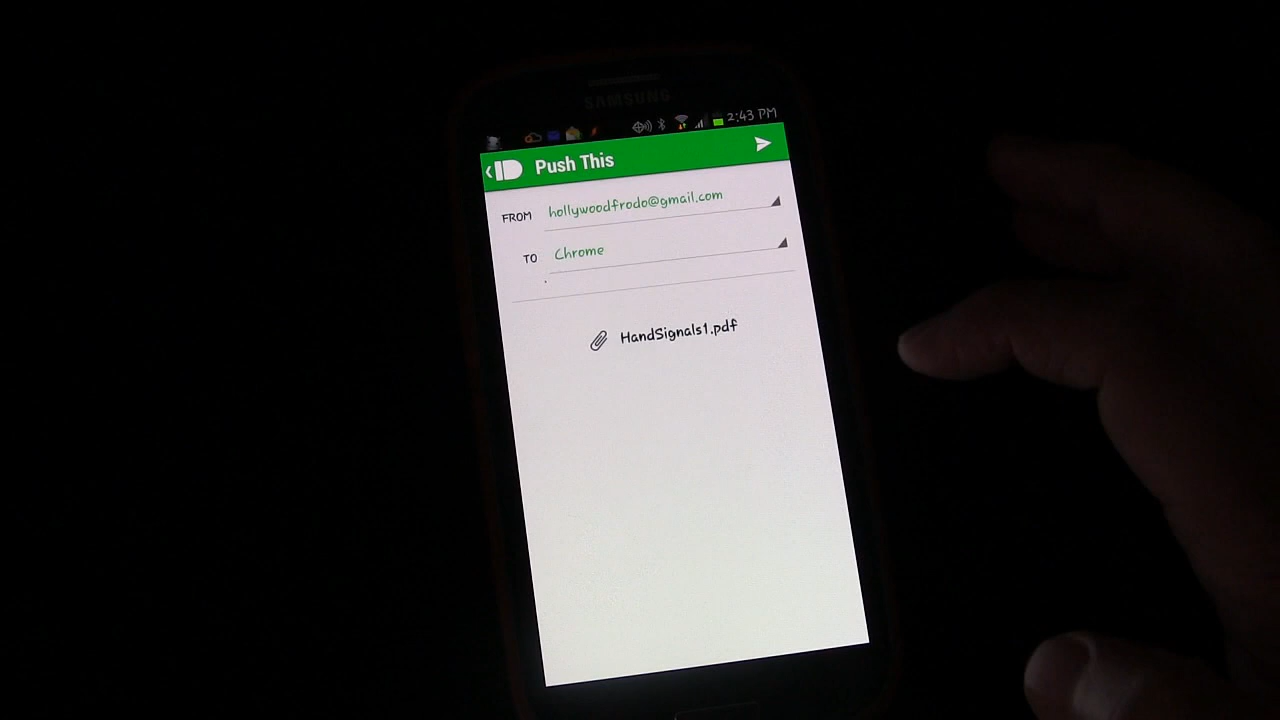 SAMSUNG
2:43 PM
Push This
FROM hollywoodfrodo@gmail.com
TO Chrome
HandSignals1.pdf